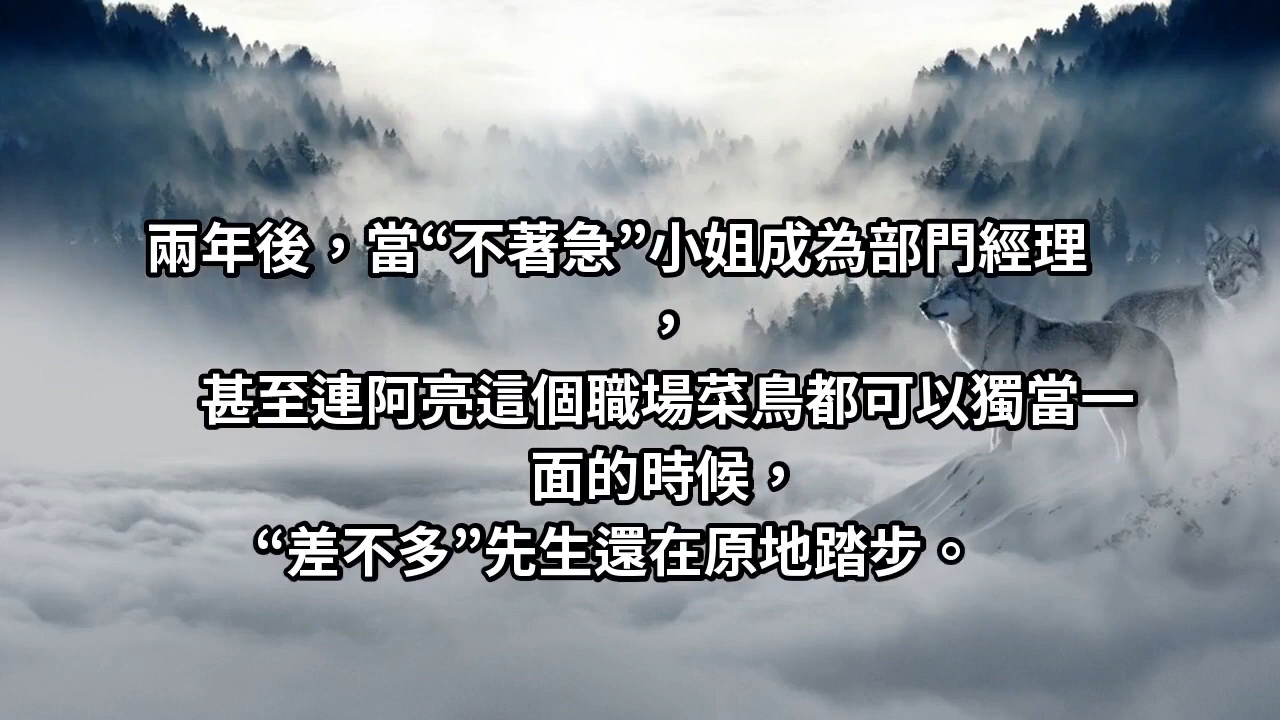 兩年後，當“不著急”小姐成為部門經理
，
甚至連阿亮這個職場菜鳥都可以獨當一
面的時候，
“差不多”先生還在原地踏步。